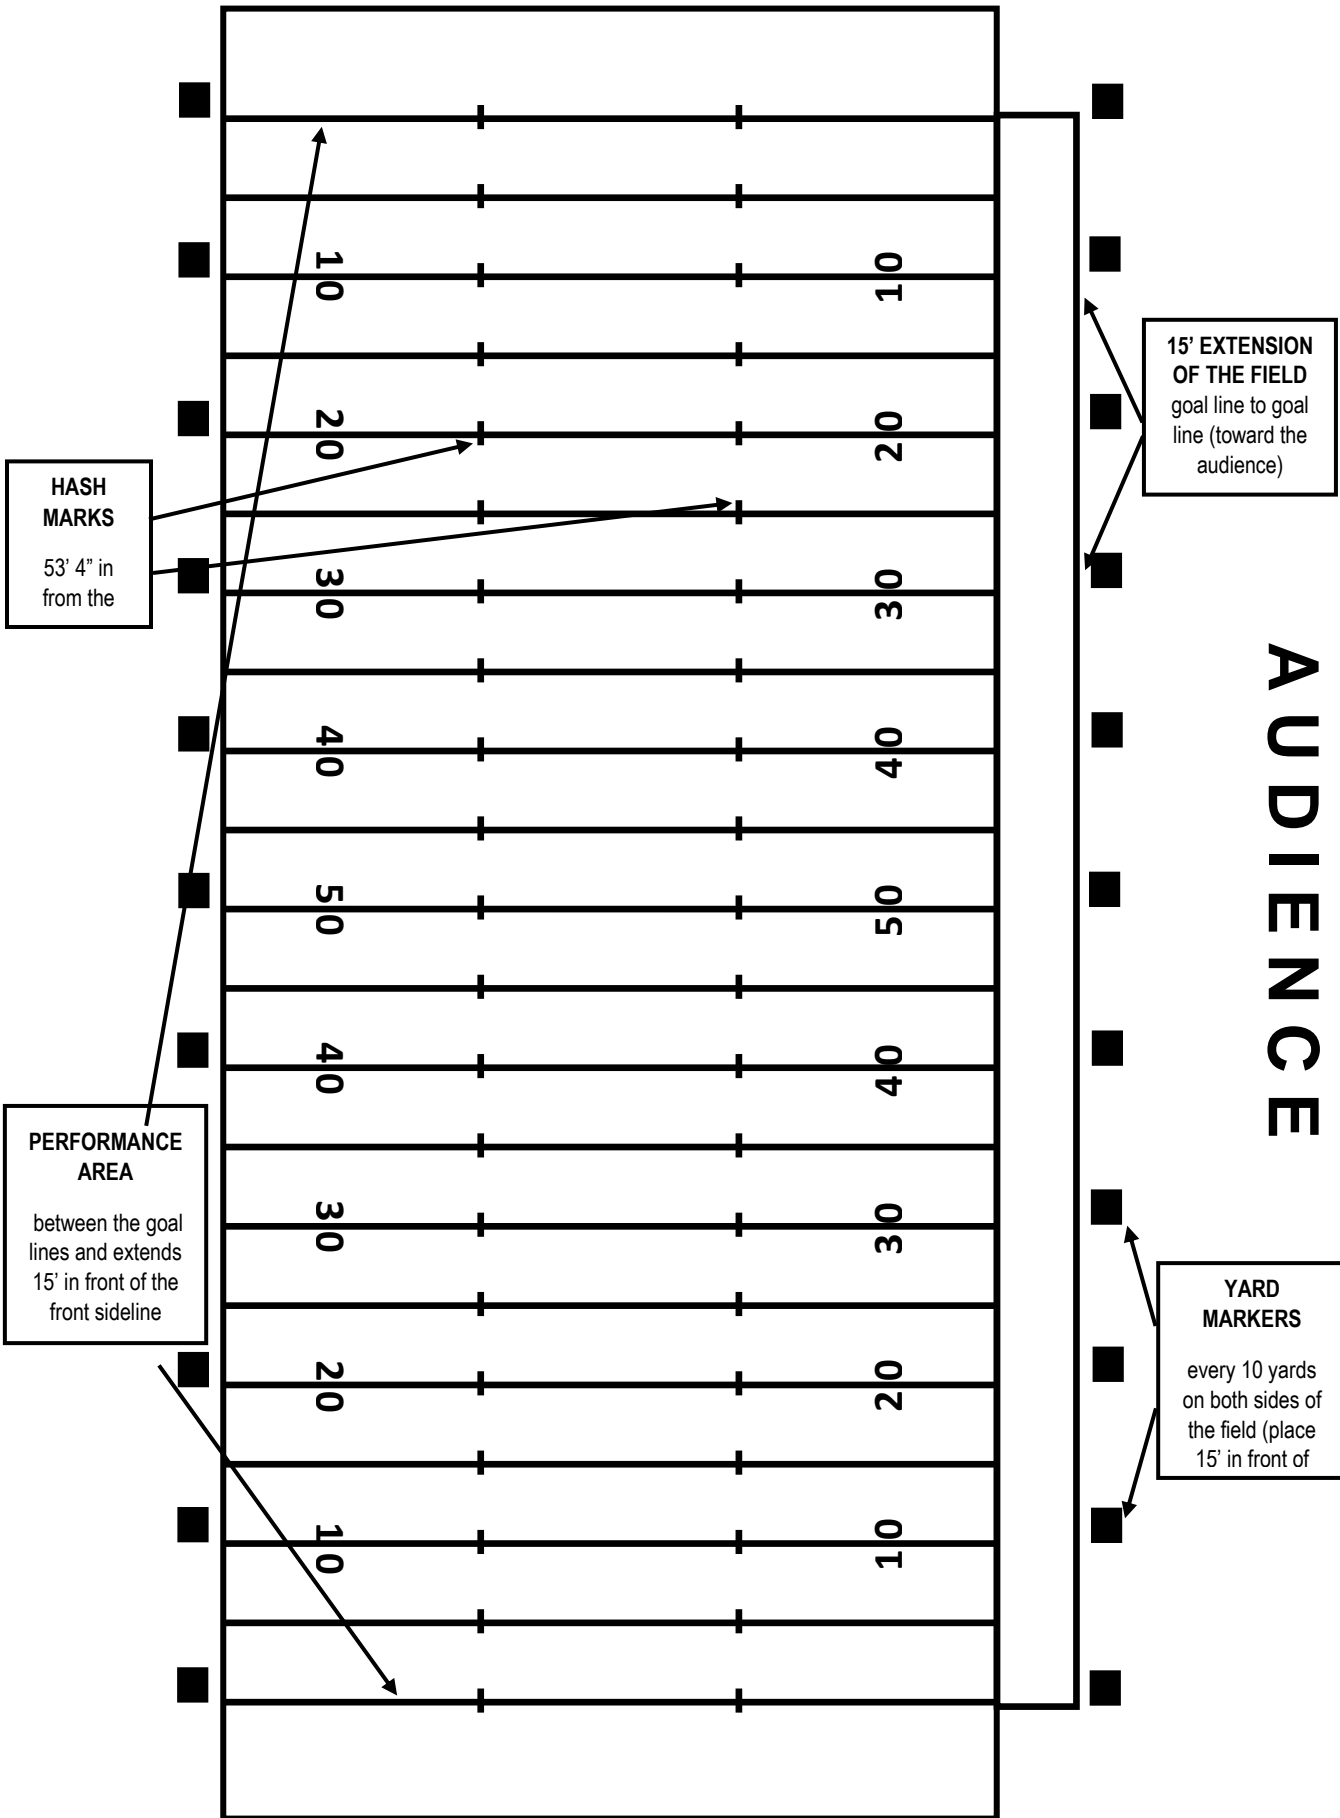 10 10
20 20
30 30
40 40
50 50
40 40
30 30
20 20
10 10
HASH
MARKS
53' 4” in
from the
PERFORMANCE
AREA
between the goal
lines and extends
15’ in front of the
front sideline
15’ EXTENSION
OF THE FIELD
goal line to goal
line (toward the
audience)
AUDIENCE
YARD
MARKERS
every 10 yards
on both sides of
the field (place
15’ in front of